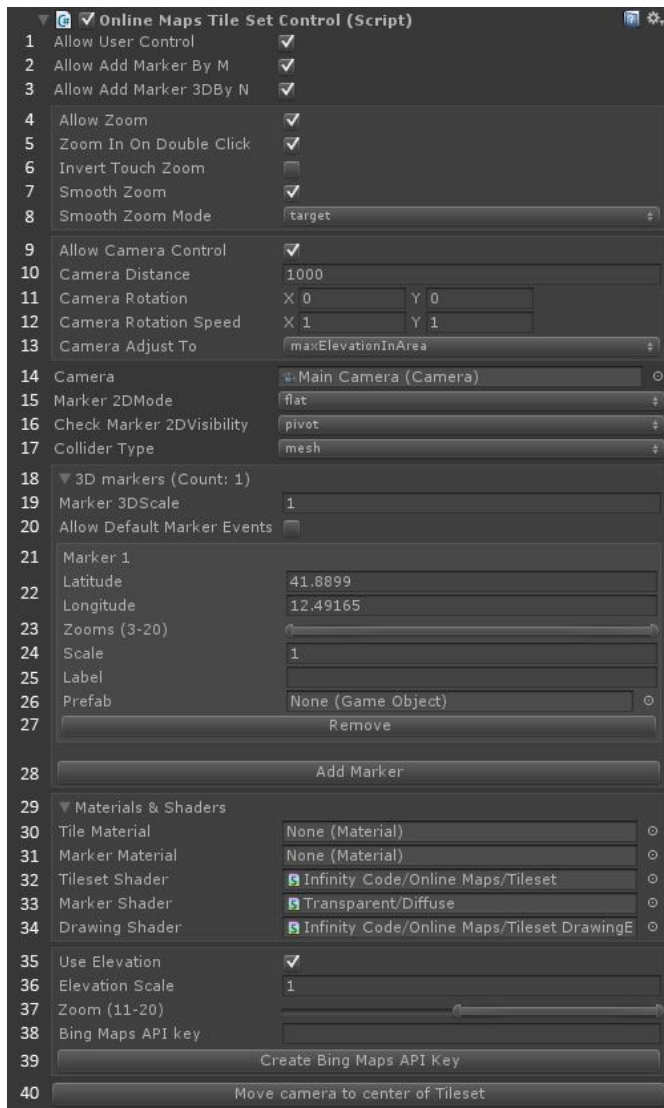 Online Maps Tile Set Control (Script)
1 Allow User Control
2 Allow Add Marker By M
3 Allow Add Marker 3DBy N
4 Allow Zoom
5 Zoom In On Double Click
6 Invert Touch Zoom
7 Smooth Zoom
8 Smooth Zoom Mode target
9 Allow Camera Control
10 Camera Distance 1000
11 Camera Rotation X 0 Y 0
12 Camera Rotation Speed X 1 Y 1
13 Camera Adjust To maxElevationInArea
14 Camera Main Camera (Camera)
15 Marker 2DMode flat
16 Check Marker 2DVisibility pivot
17 Collider Type mesh
18 3D markers (Count: 1)
19 Marker 3DScale 1
20 Allow Default Marker Events
21 Marker 1
22 Latitude 41.8899
Longitude 12.49165
23 Zooms (3-20)
24 Scale 1
25 Label
26 Prefab None (Game Object)
27 Remove
28 Add Marker
29 Materials & Shaders
30 Tile Material None (Material)
31 Marker Material None (Material)
32 Tileset Shader Infinity Code/Online Maps/Tileset
33 Marker Shader Transparent/Diffuse
34 Drawing Shader Infinity Code/Online Maps/Tileset DrawingE
35 Use Elevation
36 Elevation Scale 1
37 Zoom (11-20)
38 Bing Maps API key
39 Create Bing Maps API Key
40 Move camera to center of Tileset